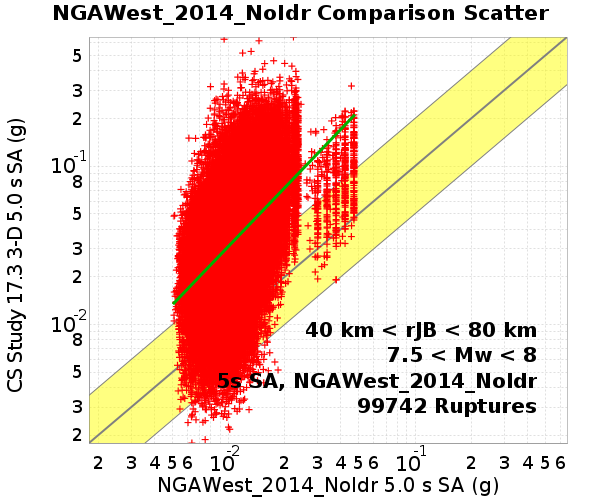 NGAWest_2014_NoIdr Comparison Scatter
CS Study 17.3 3-D 5.0 s SA (g)
5
3
2
10-1
8
5
3
2
10-2
8
5
3
2
40 km < rJB < 80 km
7.5 < Mw < 8
5s SA, NGAWest_2014_NoIdr
99742 Ruptures
2 3 4 5 6 10-2 2 3 4 5 6 10-1 2 3 4 5 6
NGAWest_2014_NoIdr 5.0 s SA (g)